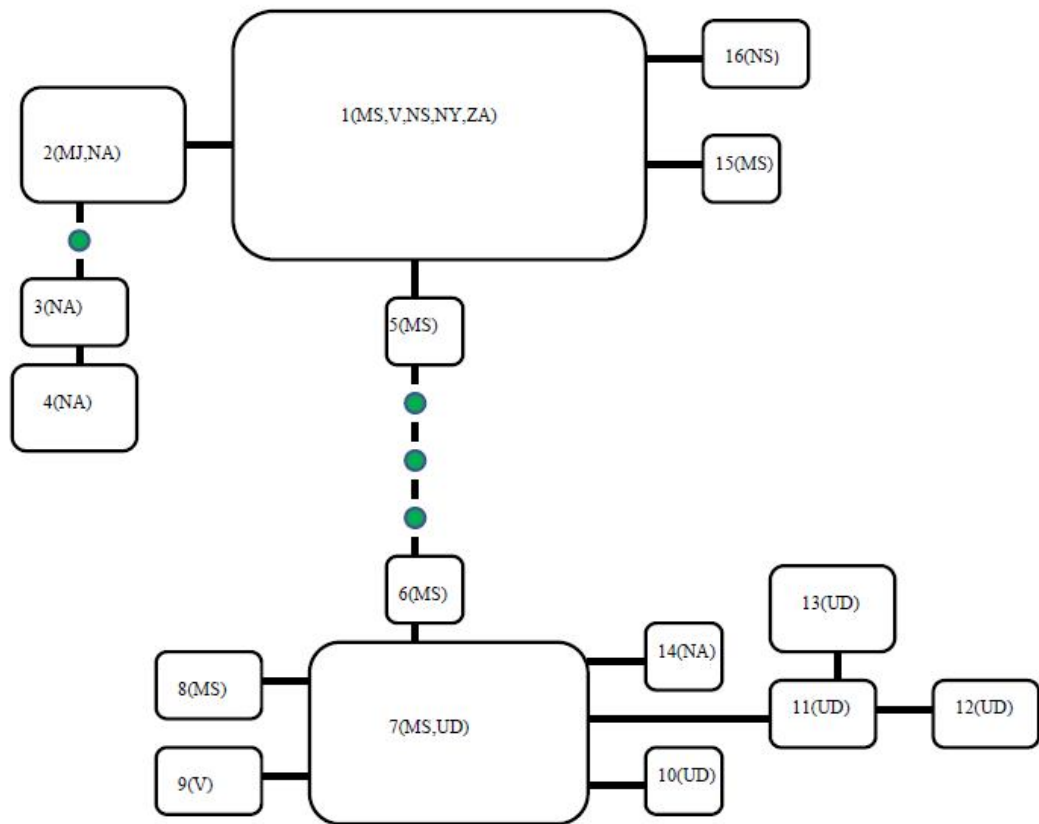 16(NS)
1(MS,V,NS,NY,ZA)
2(MJ,NA)
15(MS)
3(NA)
5(MS)
4(NA)
6(MS)
13(UD)
14(NA)
8(MS)
11(UD)
12(UD)
7(MS,UD)
9(V)
10(UD)